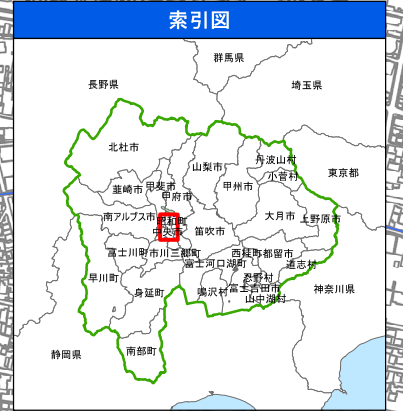 索引図
群馬県
長野県
埼玉県
北杜市
丹波山村
山梨市
小菅村
東京都
韮崎市
甲斐市
甲州市
甲府市
南アルプス市
昭和町
大月市
上野原市
中央市
笛吹市
富士川町
市川三郷町
西桂町
都留市
富士河口湖町
道志村
早川町
忍野村
身延町
鳴沢村
富士吉田市
神奈川県
山中湖村
静岡県
南部町